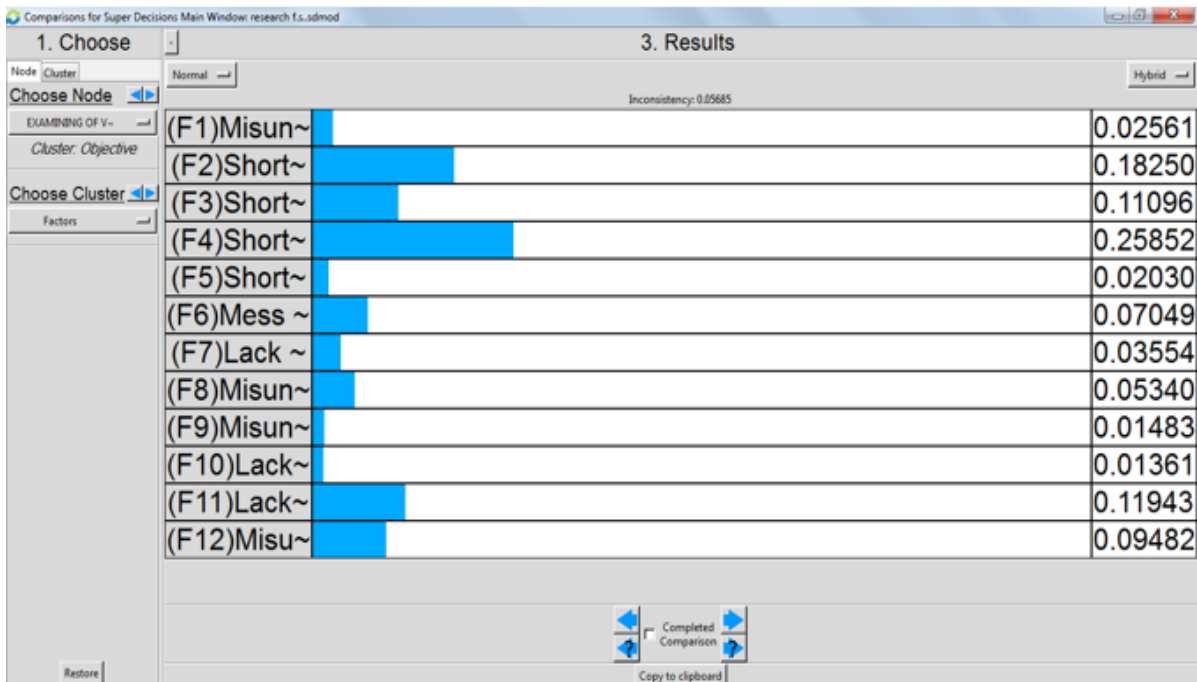 Comparisons for Super Decisions Main Window: research f.s..sdmod
1. Choose
3. Results
Node Cluster
Normal
Hybrid
Choose Node
Inconsistency: 0.05685
EXAMINING OF V~
Cluster: Objective
Choose Cluster
Factors
(F1)Misun~ 0.02561
(F2)Short~ 0.18250
(F3)Short~ 0.11096
(F4)Short~ 0.25852
(F5)Short~ 0.02030
(F6)Mess ~ 0.07049
(F7)Lack ~ 0.03554
(F8)Misun~ 0.05340
(F9)Misun~ 0.01483
(F10)Lack~ 0.01361
(F11)Lack~ 0.11943
(F12)Misu~ 0.09482
Completed
Comparison
? ?
Restore
Copy to clipboard